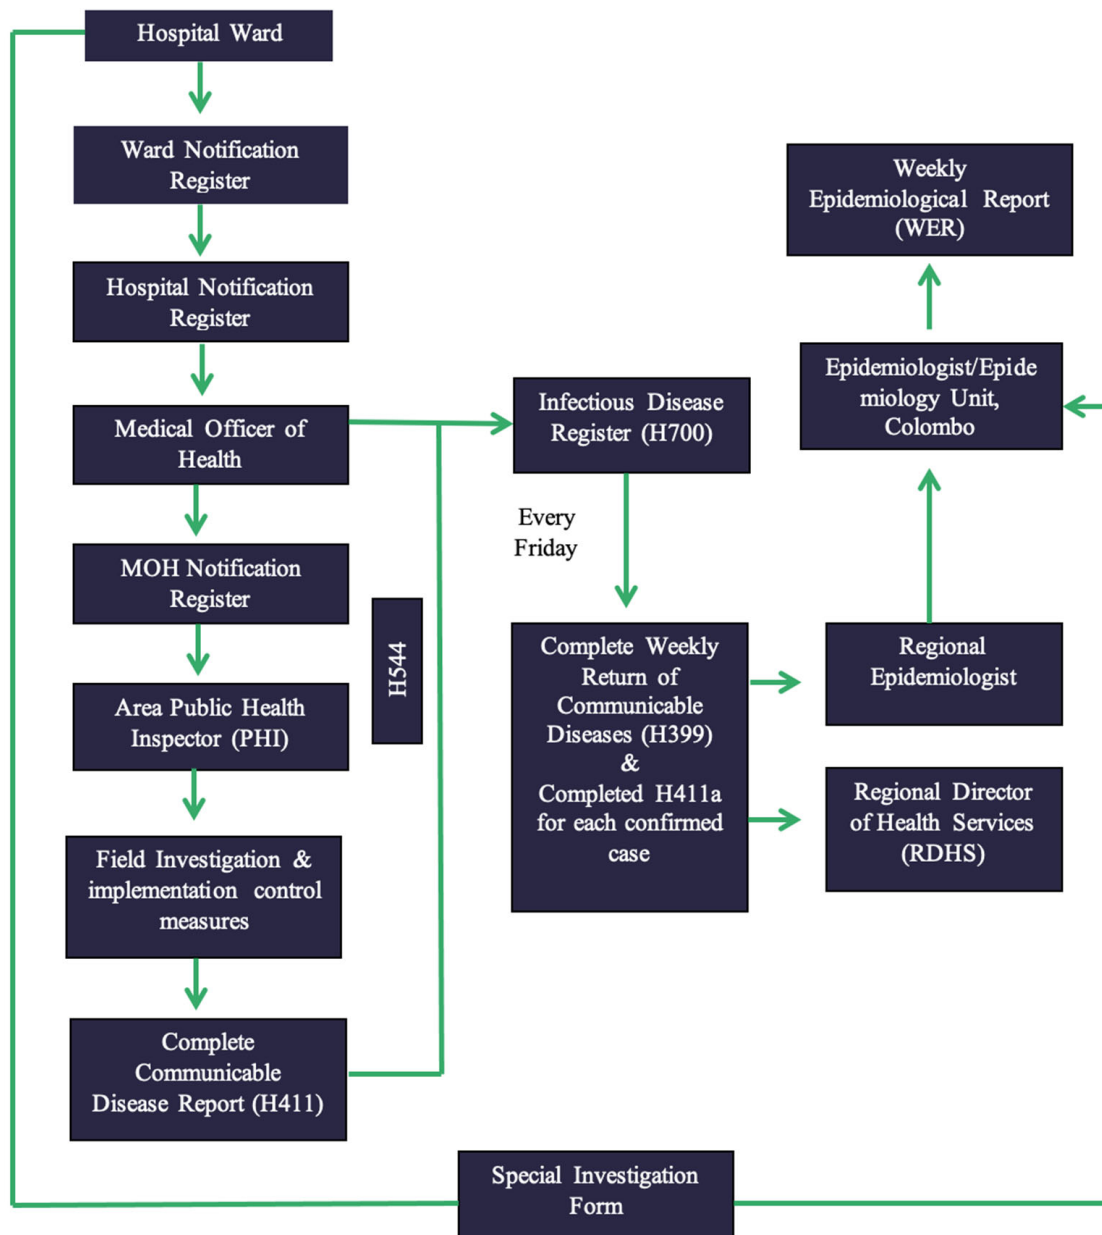 Hospital Ward
Ward Notification
Register
Hospital Notification
Register
Medical Officer of
Health
MOH Notification
Register
Area Public Health
Inspector (PHI)
Field Investigation &
implementation control
measures
Complete
Communicable
Disease Report (H411)
H544
Infectious Disease
Register (H700)
Every
Friday
Complete Weekly
Return of
Communicable
Diseases (H399)
&
Completed H411a
for each confirmed
case
Weekly
Epidemiological Report
(WER)
Epidemiologist/Epide
miology Unit,
Colombo
Regional
Epidemiologist
Regional Director
of Health Services
(RDHS)
Special Investigation
Form